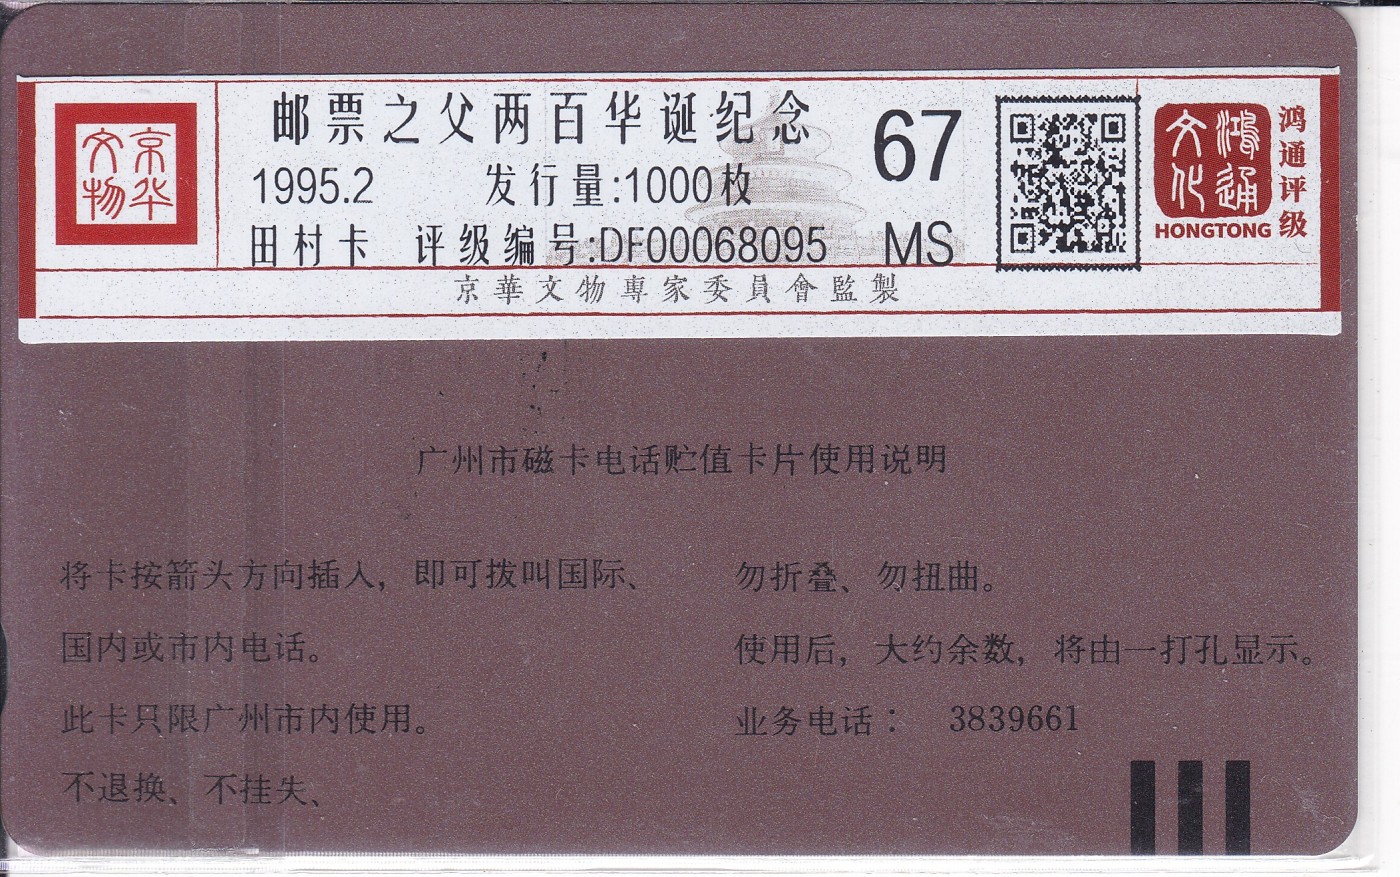 京华
文物
邮票之父两百华诞纪念
1995.2 发行量:1000枚
田村卡 评级编号:DF00068095
67
MS
鸿通
文化
HONGTONG
鸿通评级
京華文物專家委員會監製
广州市磁卡电话贮值卡片使用说明
将卡按箭头方向插入，即可拨叫国际、
国内或市内电话。
此卡只限广州市内使用。
不退换、不挂失、
勿折叠、勿扭曲。
使用后，大约余数，将由一打孔显示。
业务电话： 3839661